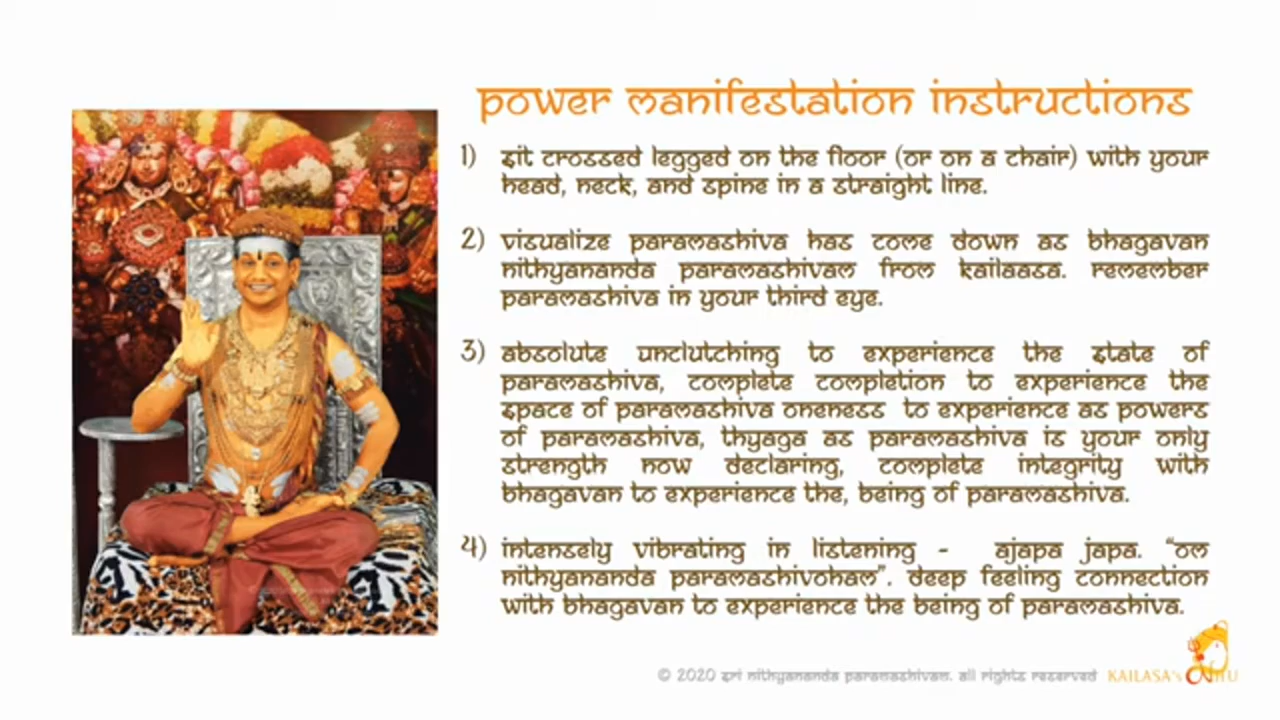 power manifestation instructions
1) sit crossed legged on the floor (or on a chair) with your
head, neck, and spine in a straight line.
2) visualize paramashiva has come down as bhagavan
nithyananda paramashivam from kailaasa. remember
paramashiva in your third eye.
3) absolute unclutching to experience the state of
paramashiva, complete completion to experience the
space of paramashiva oneness to experience as powers
of paramashiva, thyaga as paramashiva is your only
strength now declaring, complete integrity with
bhagavan to experience the, being of paramashiva.
4) intensely vibrating in listening - ajapa japa. “om
nithyananda paramashivoham”. deep feeling connection
with bhagavan to experience the being of paramashiva.
© 2020 sri nithyananda paramashivam. all rights reserved
KAILASA's